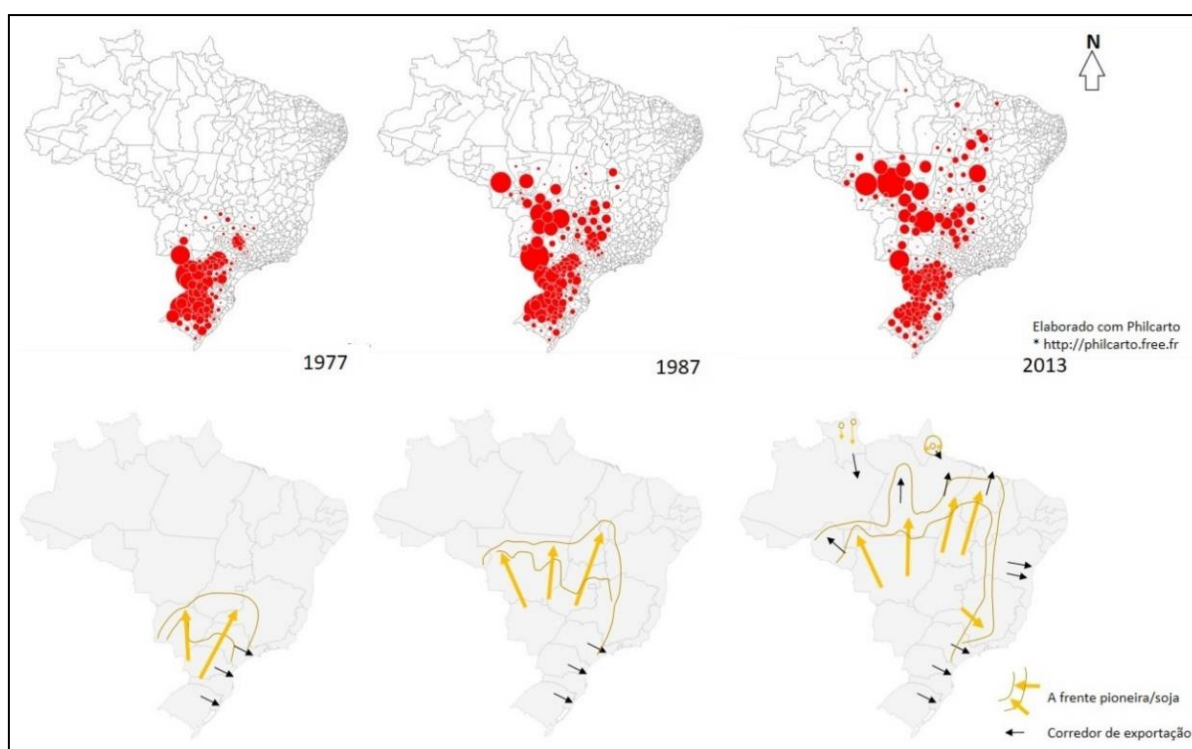 N
Elaborado com Philcarto
* http://philcarto.free.fr
1977
1987
2013
A frente pioneira/soja
Corredor de exportação